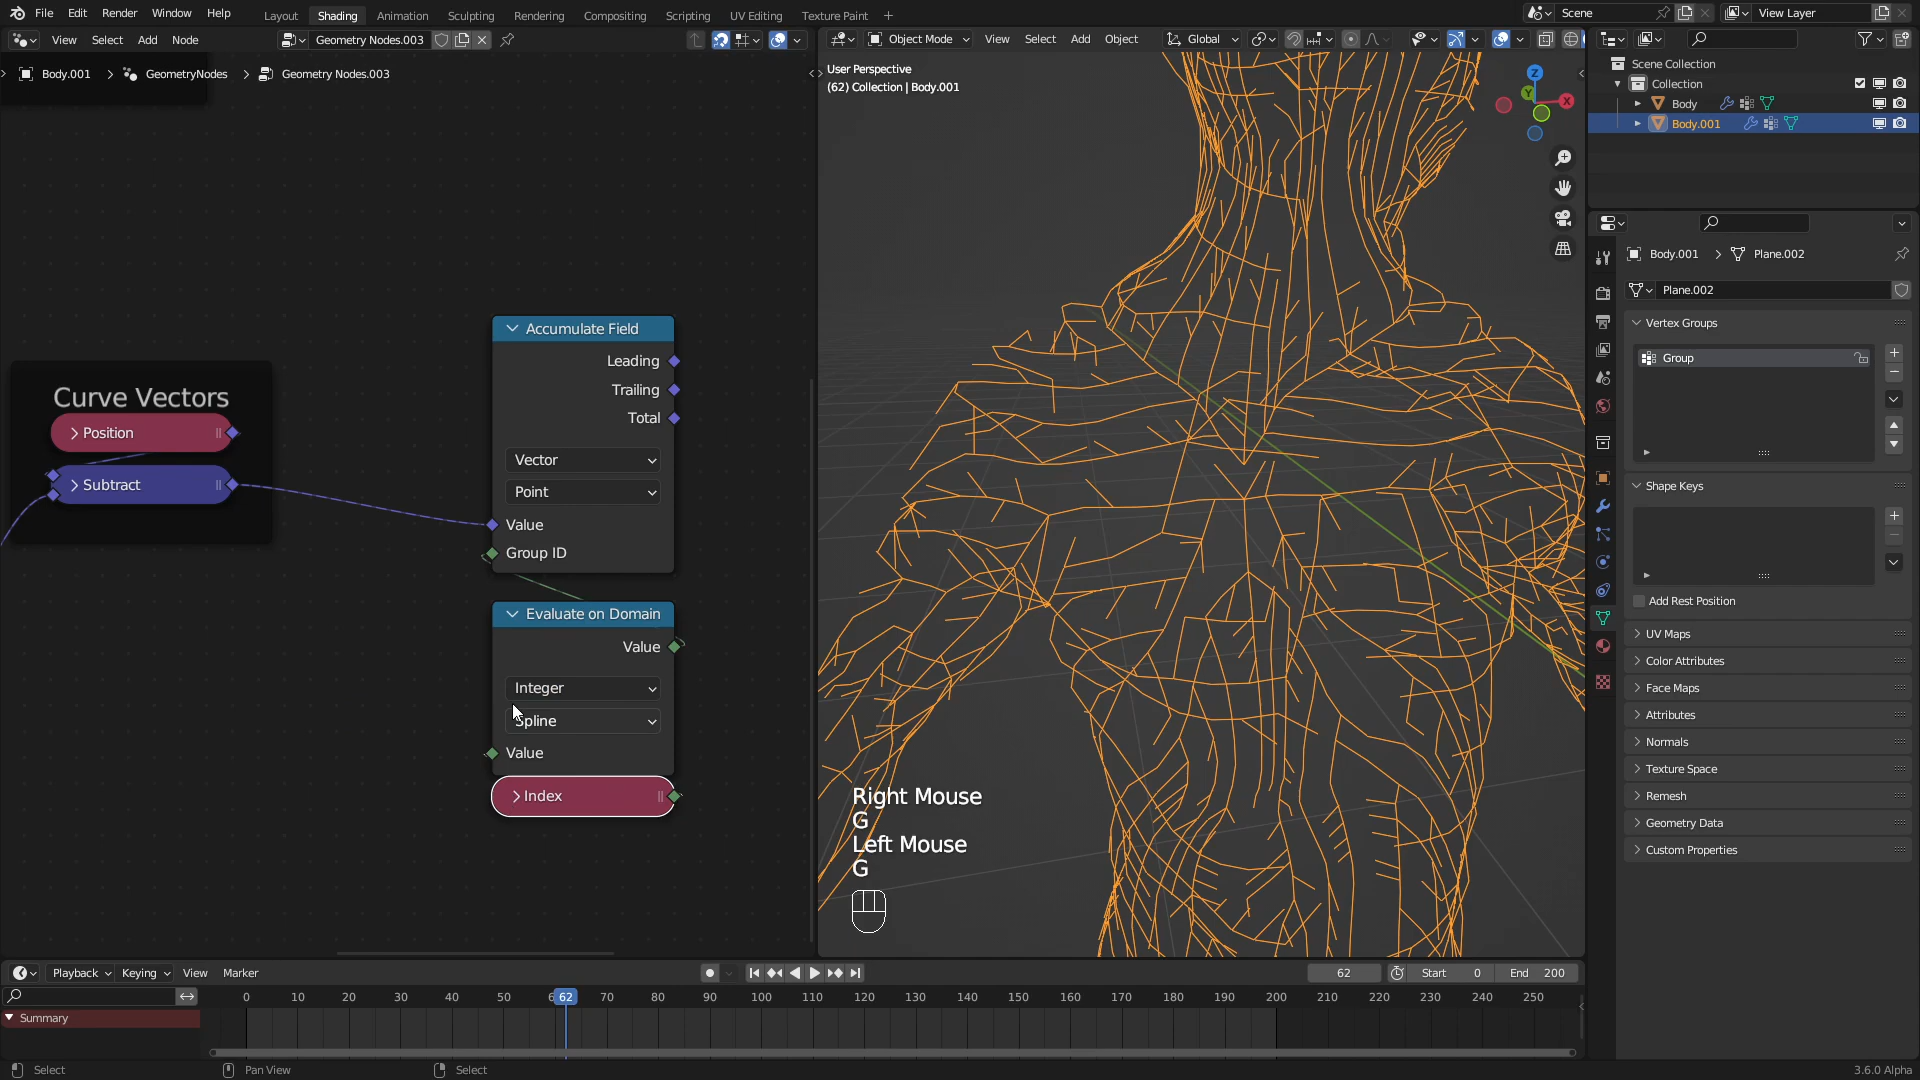 File Edit Render Window Help Layout Shading Animation Sculpting Rendering Compositing Scripting UV Editing Texture Paint + Scene View Layer
View Select Add Node Geometry Nodes.003 Object Mode View Select Add Object Global
Body.001 > GeometryNodes > Geometry Nodes.003
User Perspective
(62) Collection | Body.001
Z
Y
X
Scene Collection
Collection
Body
Body.001
Body.001 > Plane.002
Plane.002
Vertex Groups
Group
Shape Keys
Add Rest Position
UV Maps
Color Attributes
Face Maps
Attributes
Normals
Texture Space
Remesh
Geometry Data
Custom Properties
Curve Vectors
Position
Subtract
Accumulate Field
Leading
Trailing
Total
Vector
Point
Value
Group ID
Evaluate on Domain
Value
Integer
Spline
Value
Index
Right Mouse
G
Left Mouse
G
Playback Keying View Marker 62 Start 0 End 200
0 10 20 30 40 50 62 70 80 90 100 110 120 130 140 150 160 170 180 190 200 210 220 230 240 250
Summary
Select Pan View Select 3.6.0 Alpha